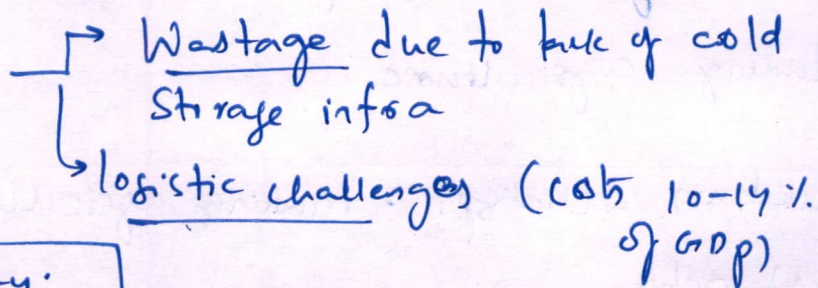 Wastage due to lack of cold
Storage infra
logistic challenges (costs 10-14%
of GDP)